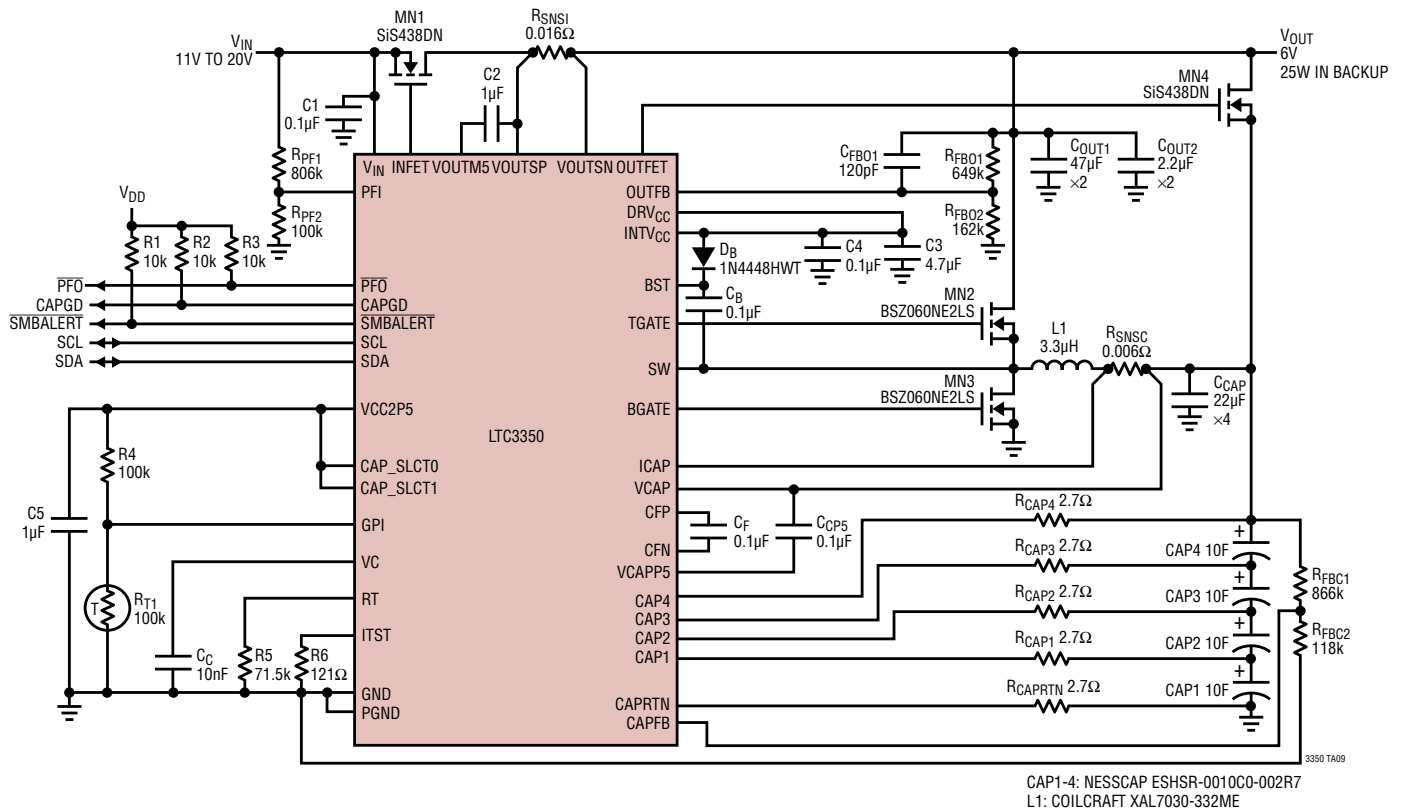 MN1
SiS438DN
RSNSI
0.016Ω
VIN
11V TO 20V
VOUT
6V
25W IN BACKUP
MN4
SiS438DN
C1
0.1µF
C2
1µF
VIN INFET VOUTM5 VOUTSP VOUTSN OUTFET
RPF1
806k
PFI
RPF2
100k
VDD
R1
10k
R2
10k
R3
10k
PFO
CAPGD
SMBALERT
SCL
SDA
PFO
CAPGD
SMBALERT
SCL
SDA
CFBO1
120pF
RFBO1
649k
COUT1
47µF
×2
COUT2
2.2µF
×2
OUTFB
DRVCC
INTVCC
RFBO2
162k
DB
1N4448HWT
C4
0.1µF
C3
4.7µF
BST
CB
0.1µF
TGATE
MN2
BSZ060NE2LS
SW
L1
3.3µH
RSNSC
0.006Ω
MN3
BSZ060NE2LS
BGATE
CCAP
22µF
×4
LTC3350
VCC2P5
CAP_SLCT0
CAP_SLCT1
R4
100k
C5
1µF
GPI
VC
T
RT1
100k
RT
ITST
CC
10nF
R5
71.5k
R6
121Ω
GND
PGND
ICAP
VCAP
CFP
CFN
CF
0.1µF
CCP5
0.1µF
VCAPP5
CAP4
CAP3
CAP2
CAP1
CAPRTN
CAPFB
RCAP4 2.7Ω
RCAP3 2.7Ω
RCAP2 2.7Ω
RCAP1 2.7Ω
RCAPRTN 2.7Ω
+
CAP4 10F
+
CAP3 10F
+
CAP2 10F
+
CAP1 10F
RFBC1
866k
RFBC2
118k
3350 TA09
CAP1-4: NESSCAP ESHSR-0010C0-002R7
L1: COILCRAFT XAL7030-332ME